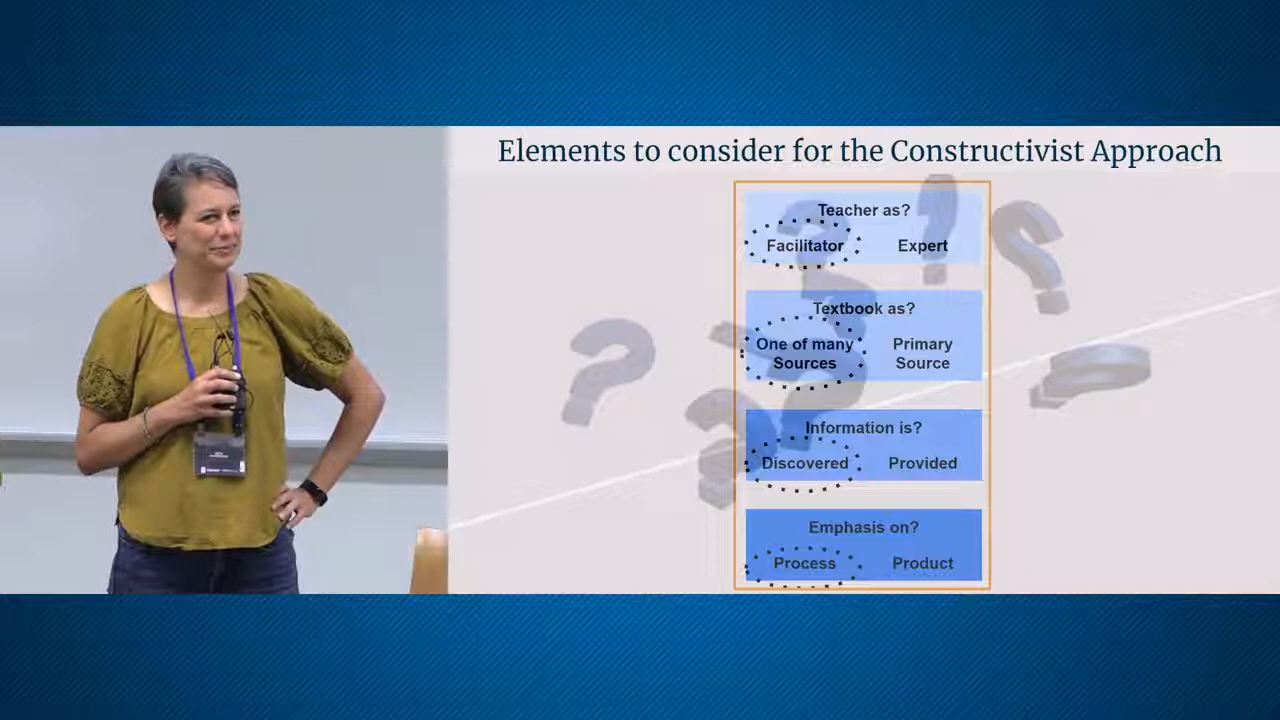 Elements to consider for the Constructivist Approach
Teacher as?
Facilitator Expert
Textbook as?
One of many Primary
Sources Source
Information is?
Discovered Provided
Emphasis on?
Process Product